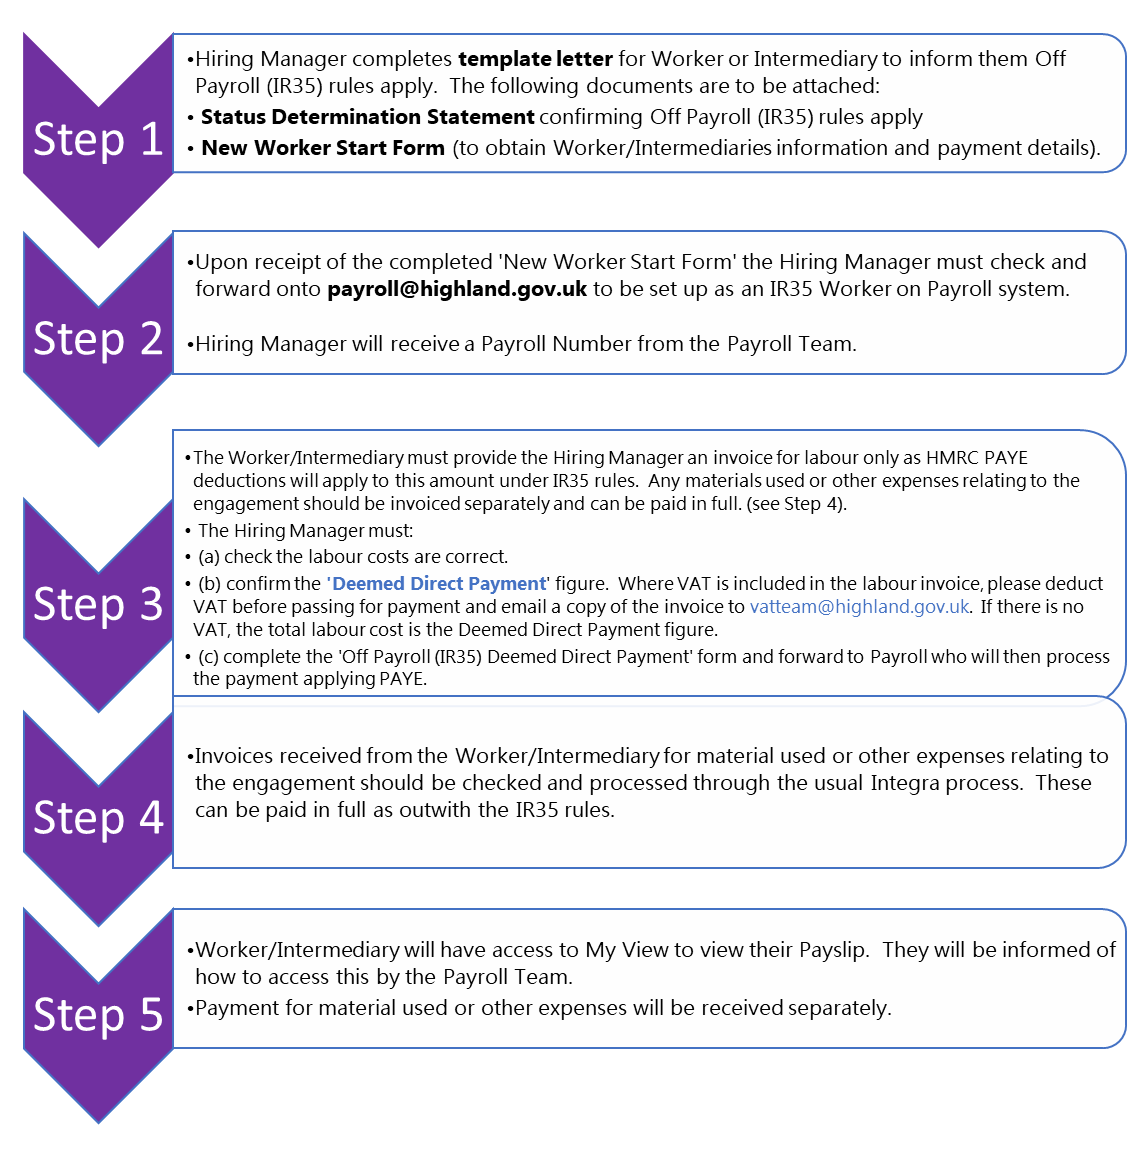 Step 1
•Hiring Manager completes template letter for Worker or Intermediary to inform them Off
Payroll (IR35) rules apply.  The following documents are to be attached:
• Status Determination Statement confirming Off Payroll (IR35) rules apply
• New Worker Start Form (to obtain Worker/Intermediaries information and payment details).
Step 2
•Upon receipt of the completed 'New Worker Start Form' the Hiring Manager must check and
forward onto payroll@highland.gov.uk to be set up as an IR35 Worker on Payroll system.
•Hiring Manager will receive a Payroll Number from the Payroll Team.
Step 3
•The Worker/Intermediary must provide the Hiring Manager an invoice for labour only as HMRC PAYE
deductions will apply to this amount under IR35 rules.  Any materials used or other expenses relating to the
engagement should be invoiced separately and can be paid in full. (see Step 4).
• The Hiring Manager must:
• (a) check the labour costs are correct.
• (b) confirm the 'Deemed Direct Payment' figure.  Where VAT is included in the labour invoice, please deduct
VAT before passing for payment and email a copy of the invoice to vatteam@highland.gov.uk.  If there is no
VAT, the total labour cost is the Deemed Direct Payment figure.
• (c) complete the 'Off Payroll (IR35) Deemed Direct Payment' form and forward to Payroll who will then process
the payment applying PAYE.
Step 4
•Invoices received from the Worker/Intermediary for material used or other expenses relating to
the engagement should be checked and processed through the usual Integra process.  These
can be paid in full as outwith the IR35 rules.
Step 5
•Worker/Intermediary will have access to My View to view their Payslip.  They will be informed of
how to access this by the Payroll Team.
•Payment for material used or other expenses will be received separately.